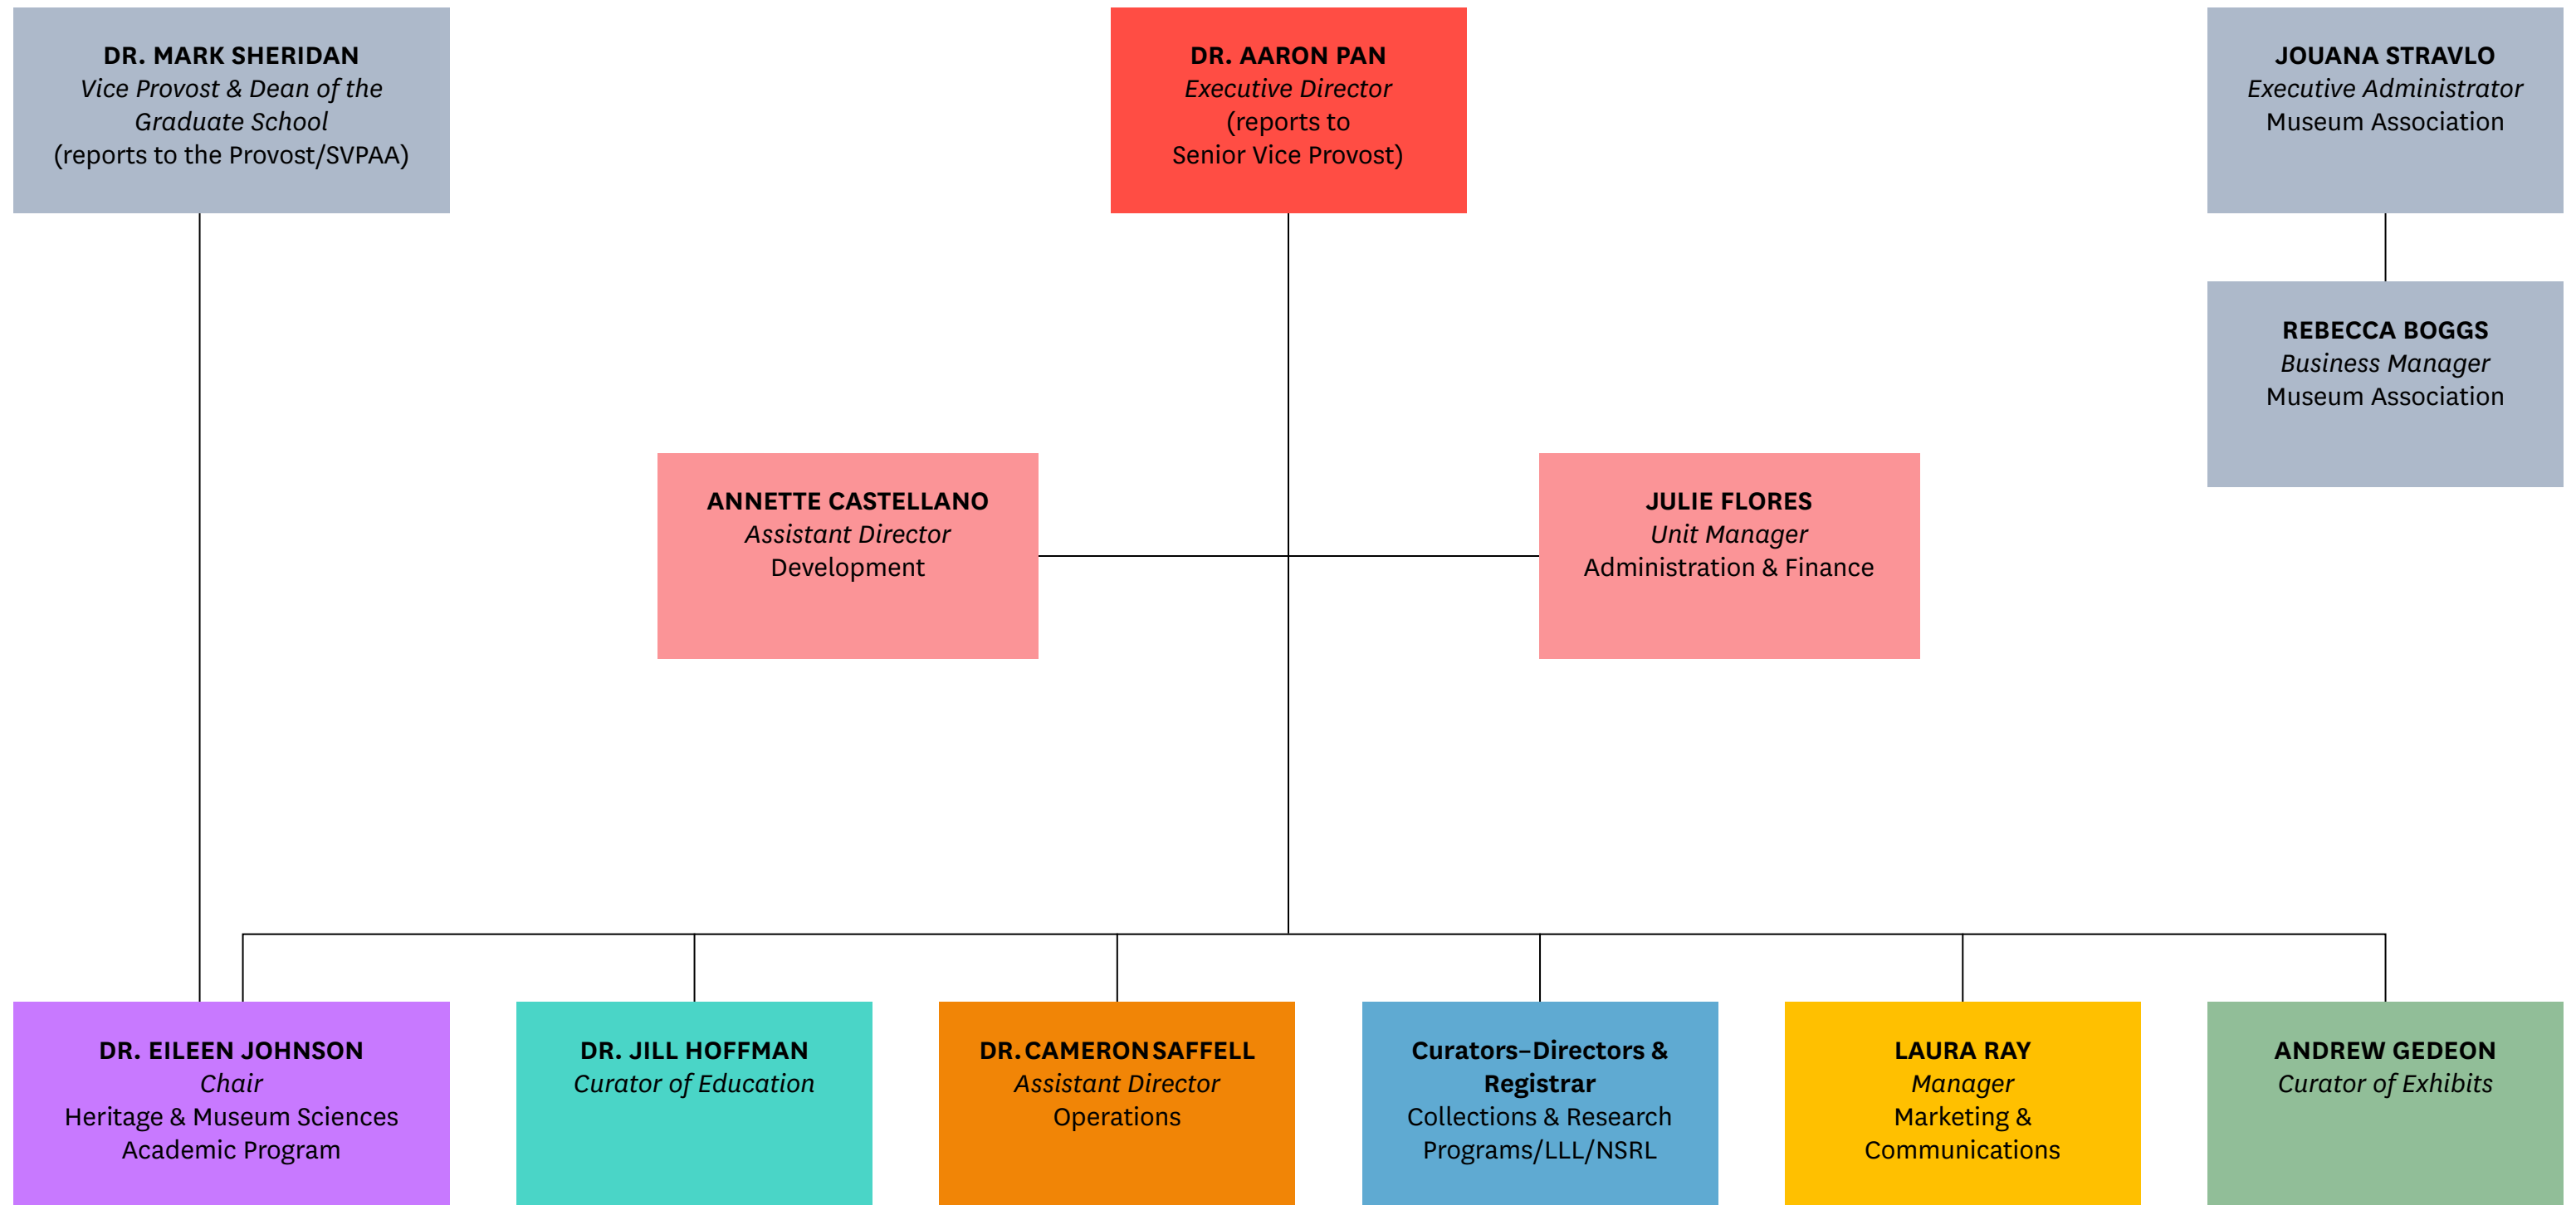 DR. MARK SHERIDAN
Vice Provost & Dean of the
Graduate School
(reports to the Provost/SVPAA)
DR. AARON PAN
Executive Director
(reports to
Senior Vice Provost)
JOUANA STRAVLO
Executive Administrator
Museum Association
REBECCA BOGGS
Business Manager
Museum Association
ANNETTE CASTELLANO
Assistant Director
Development
JULIE FLORES
Unit Manager
Administration & Finance
DR. EILEEN JOHNSON
Chair
Heritage & Museum Sciences
Academic Program
DR. JILL HOFFMAN
Curator of Education
DR. CAMERON SAFFELL
Assistant Director
Operations
Curators–Directors &
Registrar
Collections & Research
Programs/LLL/NSRL
LAURA RAY
Manager
Marketing &
Communications
ANDREW GEDEON
Curator of Exhibits